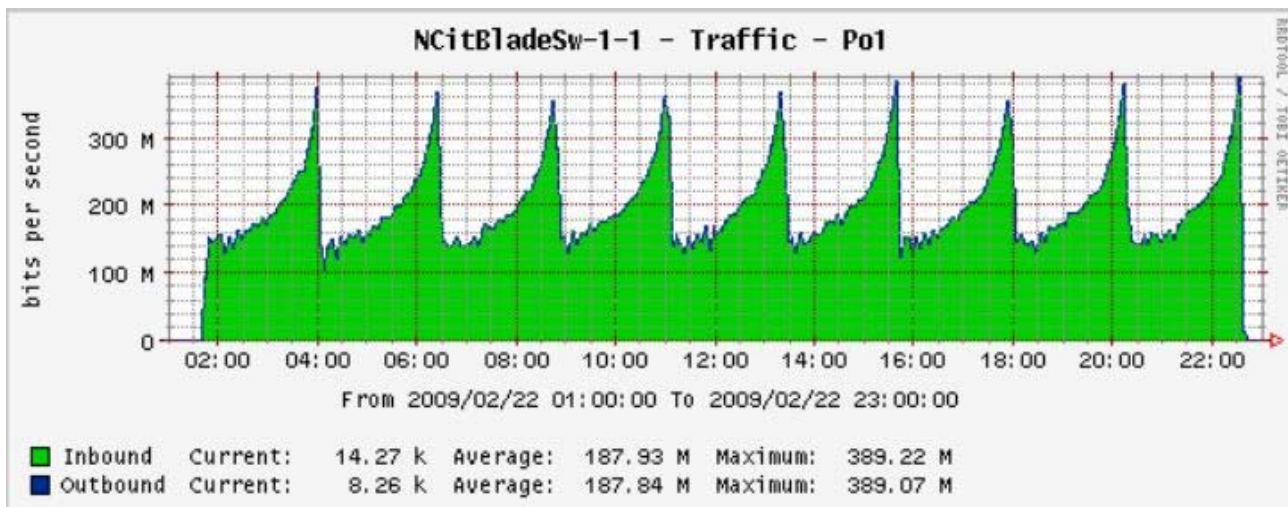 NCitBladeSw-1-1 - Traffic - Po1
RRDTOOL / TOBI OETIKER
bits per second
300 M
200 M
100 M
0
02:00 04:00 06:00 08:00 10:00 12:00 14:00 16:00 18:00 20:00 22:00
From 2009/02/22 01:00:00 To 2009/02/22 23:00:00
Inbound Current: 14.27 k Average: 187.93 M Maximum: 389.22 M
Outbound Current: 8.26 k Average: 187.84 M Maximum: 389.07 M